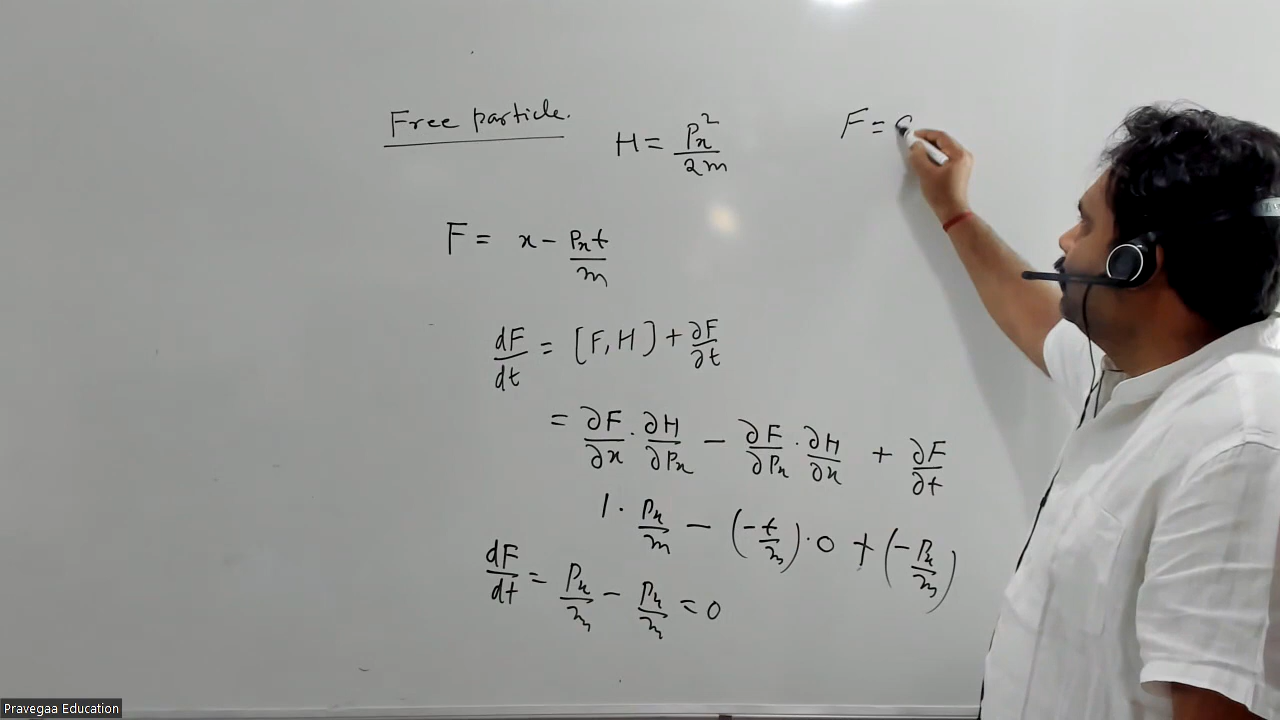 Free particle. H = Px²/2m F = c
F = x - Pxt/m
dF/dt = [F, H] + ∂F/∂t
= ∂F/∂x · ∂H/∂Px - ∂F/∂Px · ∂H/∂x + ∂F/∂t
1 · Px/m - (-t/m) · 0 + (-Px/m)
dF/dt = Px/m - Px/m = 0
Pravegaa Education